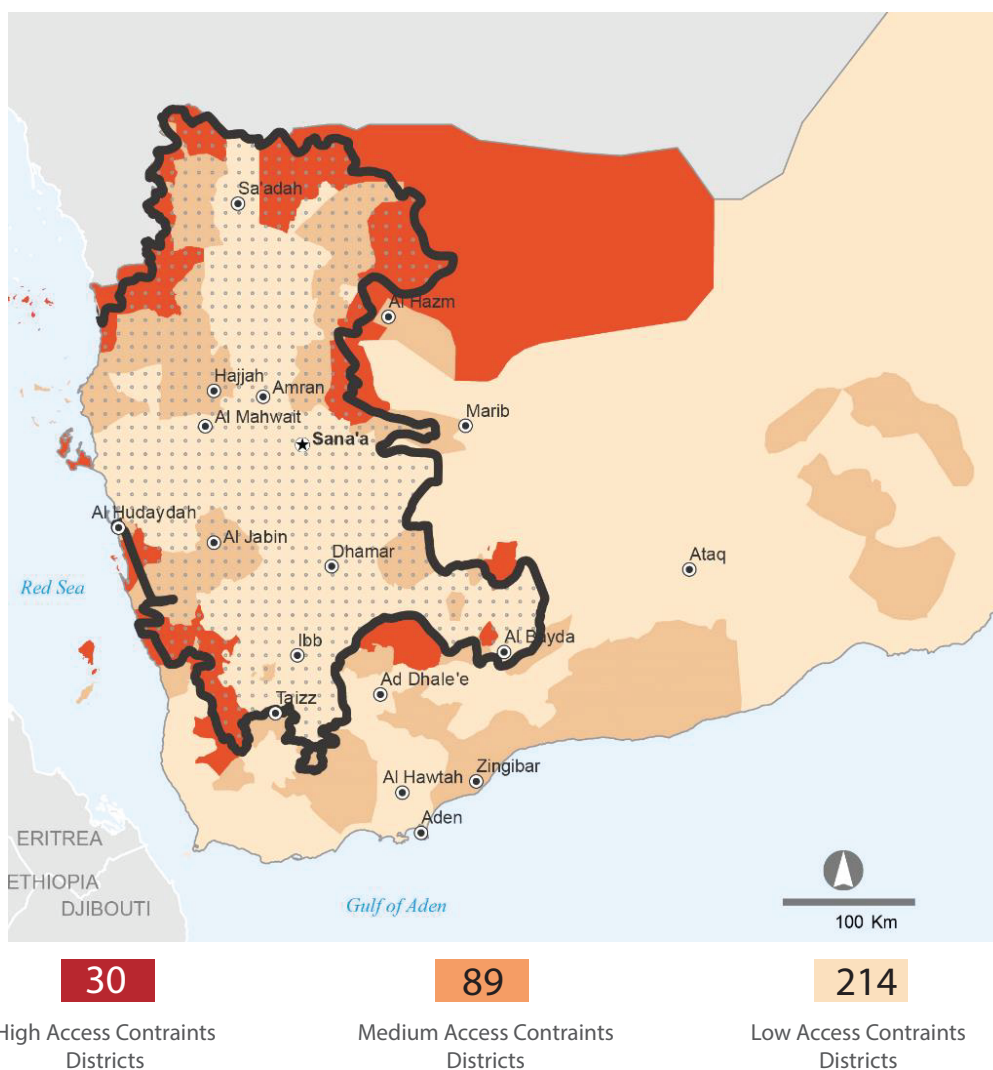 Sa'adah
Al Hazm
Hajjah
Amran
Al Mahwait
Marib
Sana'a
Al Hudaydah
Al Jabin
Dhamar
Ataq
Red Sea
Ibb
Al Bayda
Ad Dhale'e
Taizz
Al Hawtah
Zingibar
Aden
ERITREA
ETHIOPIA
DJIBOUTI
Gulf of Aden
100 Km
30
89
214
High Access Contraints
Districts
Medium Access Contraints
Districts
Low Access Contraints
Districts